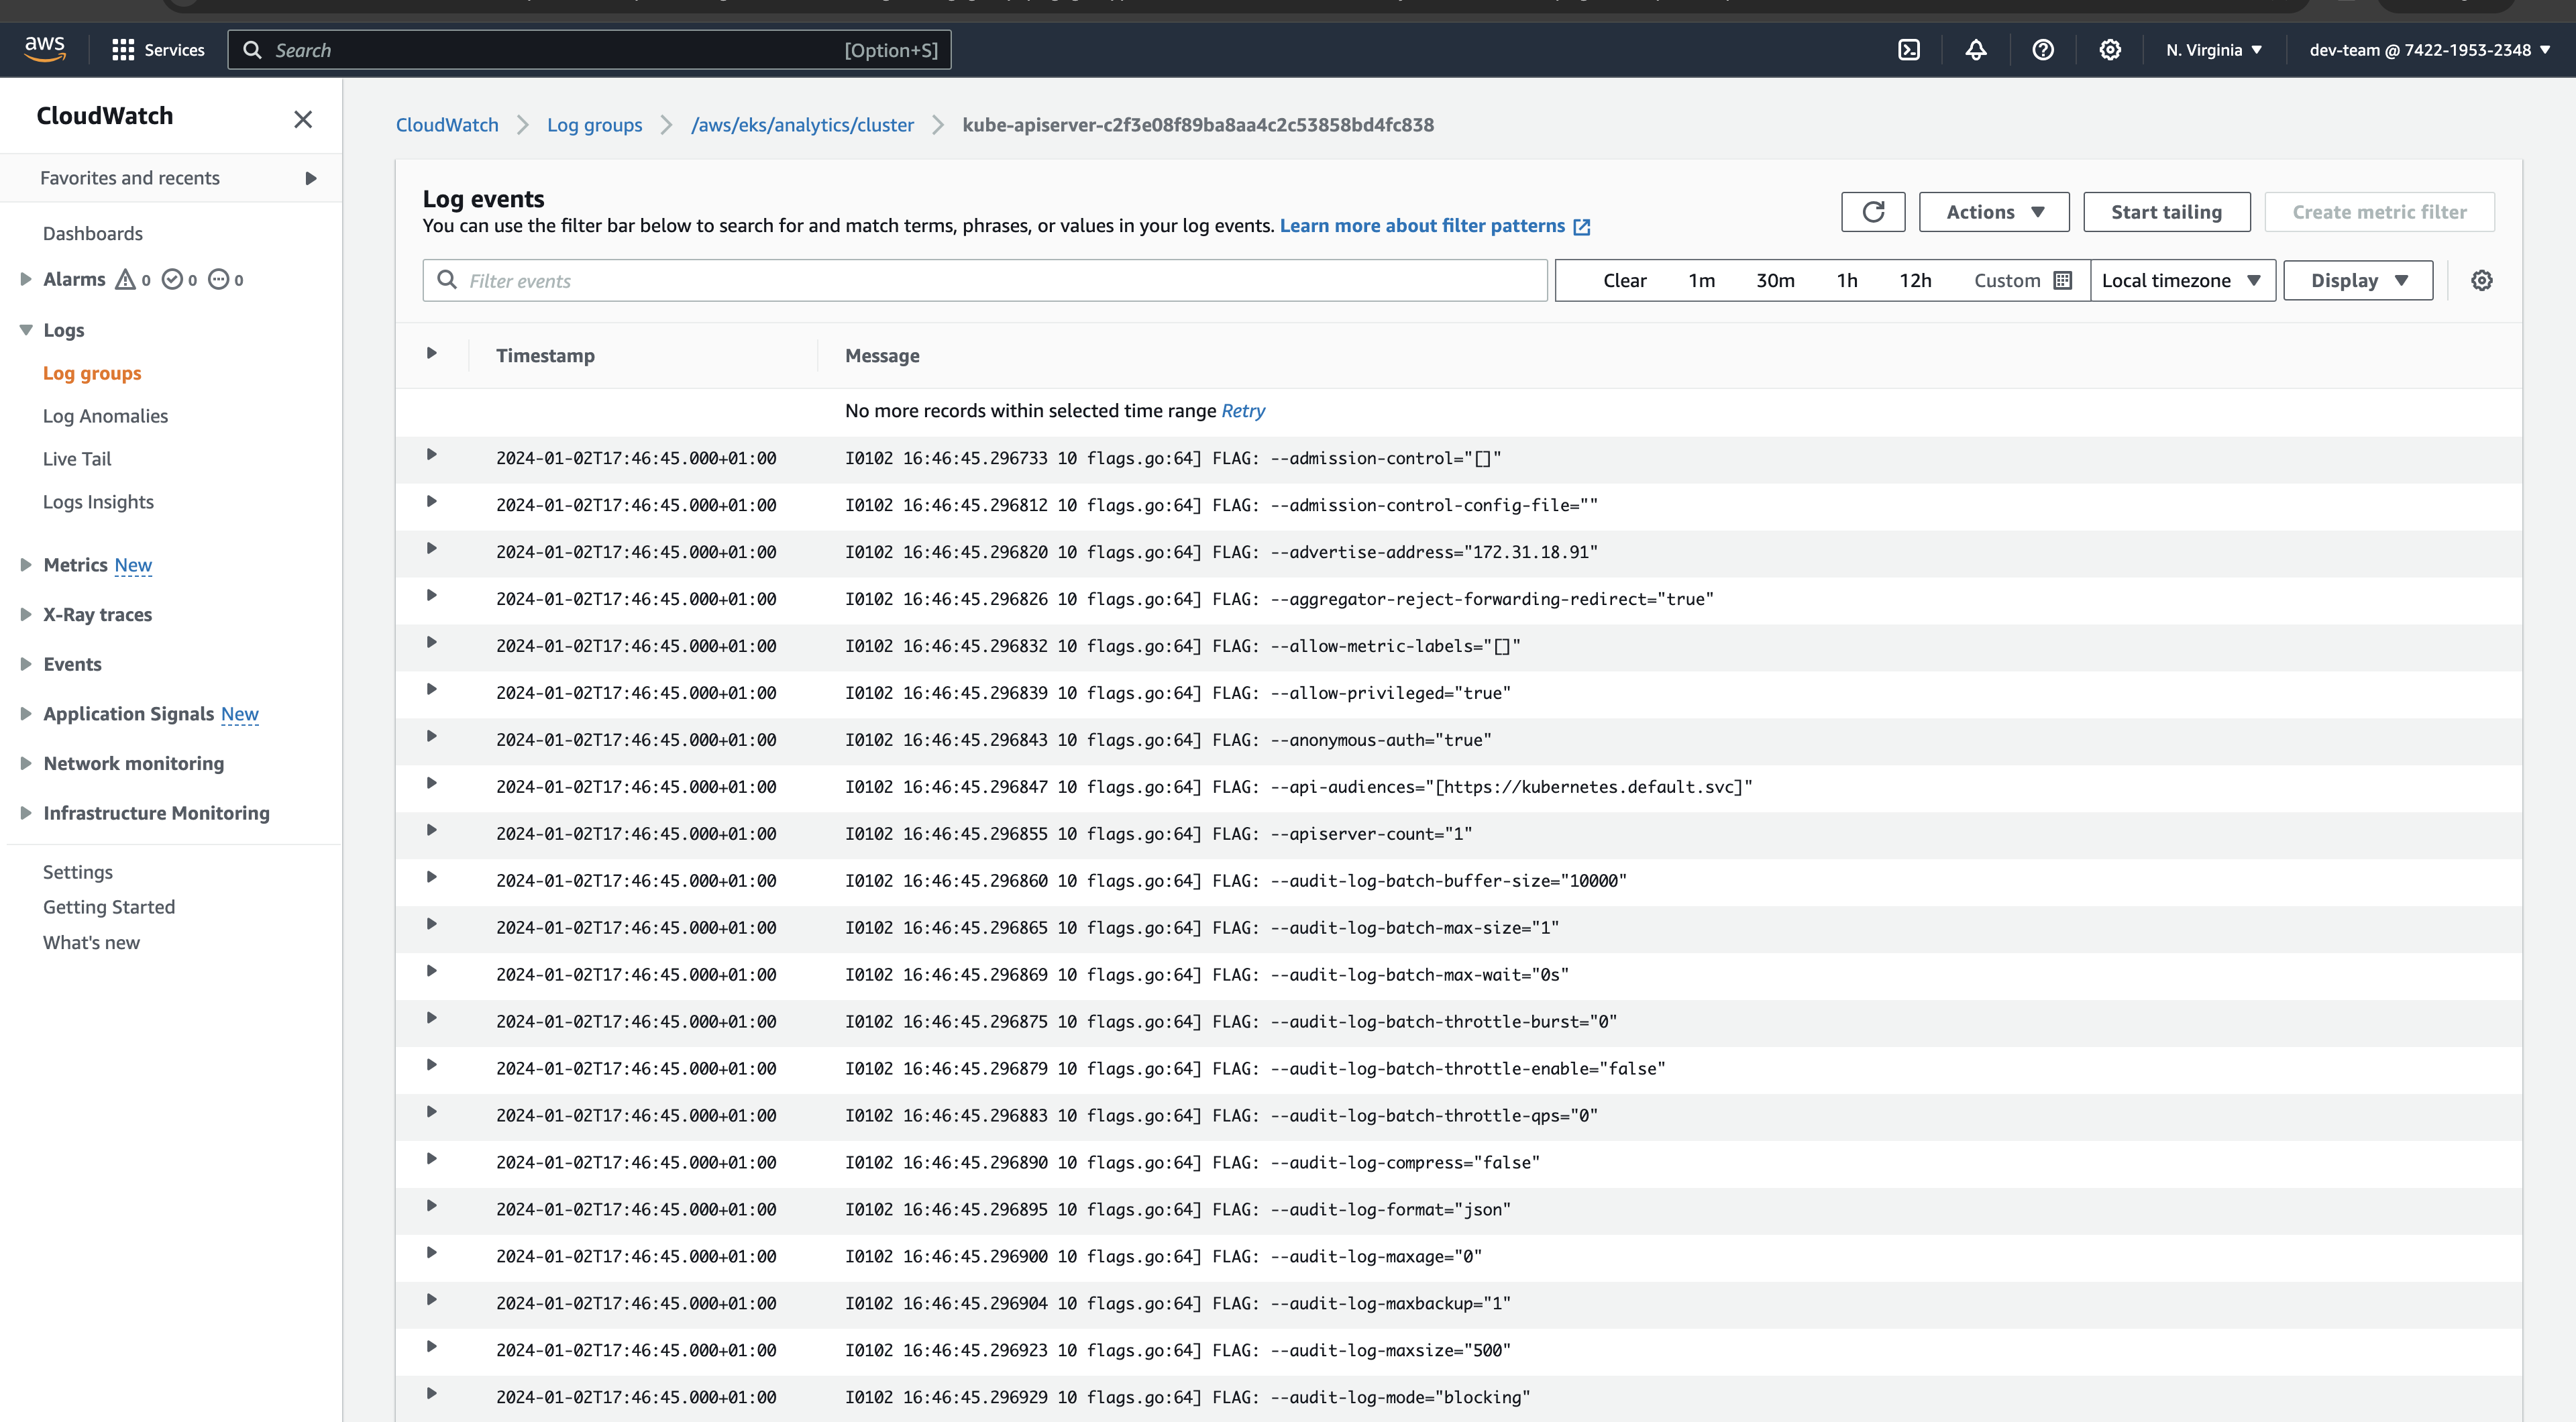 aws Services Search [Option+S] N. Virginia dev-team @ 7422-1953-2348
CloudWatch
Favorites and recents
Dashboards
Alarms 0 0 0
Logs
Log groups
Log Anomalies
Live Tail
Logs Insights
Metrics New
X-Ray traces
Events
Application Signals New
Network monitoring
Infrastructure Monitoring
Settings
Getting Started
What's new
CloudWatch Log groups /aws/eks/analytics/cluster kube-apiserver-c2f3e08f89ba8aa4c2c53858bd4fc838
Log events
You can use the filter bar below to search for and match terms, phrases, or values in your log events. Learn more about filter patterns
Actions Start tailing Create metric filter
Filter events Clear 1m 30m 1h 12h Custom Local timezone Display
Timestamp Message
No more records within selected time range Retry
2024-01-02T17:46:45.000+01:00 I0102 16:46:45.296733 10 flags.go:64] FLAG: --admission-control="[]"
2024-01-02T17:46:45.000+01:00 I0102 16:46:45.296812 10 flags.go:64] FLAG: --admission-control-config-file=""
2024-01-02T17:46:45.000+01:00 I0102 16:46:45.296820 10 flags.go:64] FLAG: --advertise-address="172.31.18.91"
2024-01-02T17:46:45.000+01:00 I0102 16:46:45.296826 10 flags.go:64] FLAG: --aggregator-reject-forwarding-redirect="true"
2024-01-02T17:46:45.000+01:00 I0102 16:46:45.296832 10 flags.go:64] FLAG: --allow-metric-labels="[]"
2024-01-02T17:46:45.000+01:00 I0102 16:46:45.296839 10 flags.go:64] FLAG: --allow-privileged="true"
2024-01-02T17:46:45.000+01:00 I0102 16:46:45.296843 10 flags.go:64] FLAG: --anonymous-auth="true"
2024-01-02T17:46:45.000+01:00 I0102 16:46:45.296847 10 flags.go:64] FLAG: --api-audiences="[https://kubernetes.default.svc]"
2024-01-02T17:46:45.000+01:00 I0102 16:46:45.296855 10 flags.go:64] FLAG: --apiserver-count="1"
2024-01-02T17:46:45.000+01:00 I0102 16:46:45.296860 10 flags.go:64] FLAG: --audit-log-batch-buffer-size="10000"
2024-01-02T17:46:45.000+01:00 I0102 16:46:45.296865 10 flags.go:64] FLAG: --audit-log-batch-max-size="1"
2024-01-02T17:46:45.000+01:00 I0102 16:46:45.296869 10 flags.go:64] FLAG: --audit-log-batch-max-wait="0s"
2024-01-02T17:46:45.000+01:00 I0102 16:46:45.296875 10 flags.go:64] FLAG: --audit-log-batch-throttle-burst="0"
2024-01-02T17:46:45.000+01:00 I0102 16:46:45.296879 10 flags.go:64] FLAG: --audit-log-batch-throttle-enable="false"
2024-01-02T17:46:45.000+01:00 I0102 16:46:45.296883 10 flags.go:64] FLAG: --audit-log-batch-throttle-qps="0"
2024-01-02T17:46:45.000+01:00 I0102 16:46:45.296890 10 flags.go:64] FLAG: --audit-log-compress="false"
2024-01-02T17:46:45.000+01:00 I0102 16:46:45.296895 10 flags.go:64] FLAG: --audit-log-format="json"
2024-01-02T17:46:45.000+01:00 I0102 16:46:45.296900 10 flags.go:64] FLAG: --audit-log-maxage="0"
2024-01-02T17:46:45.000+01:00 I0102 16:46:45.296904 10 flags.go:64] FLAG: --audit-log-maxbackup="1"
2024-01-02T17:46:45.000+01:00 I0102 16:46:45.296923 10 flags.go:64] FLAG: --audit-log-maxsize="500"
2024-01-02T17:46:45.000+01:00 I0102 16:46:45.296929 10 flags.go:64] FLAG: --audit-log-mode="blocking"